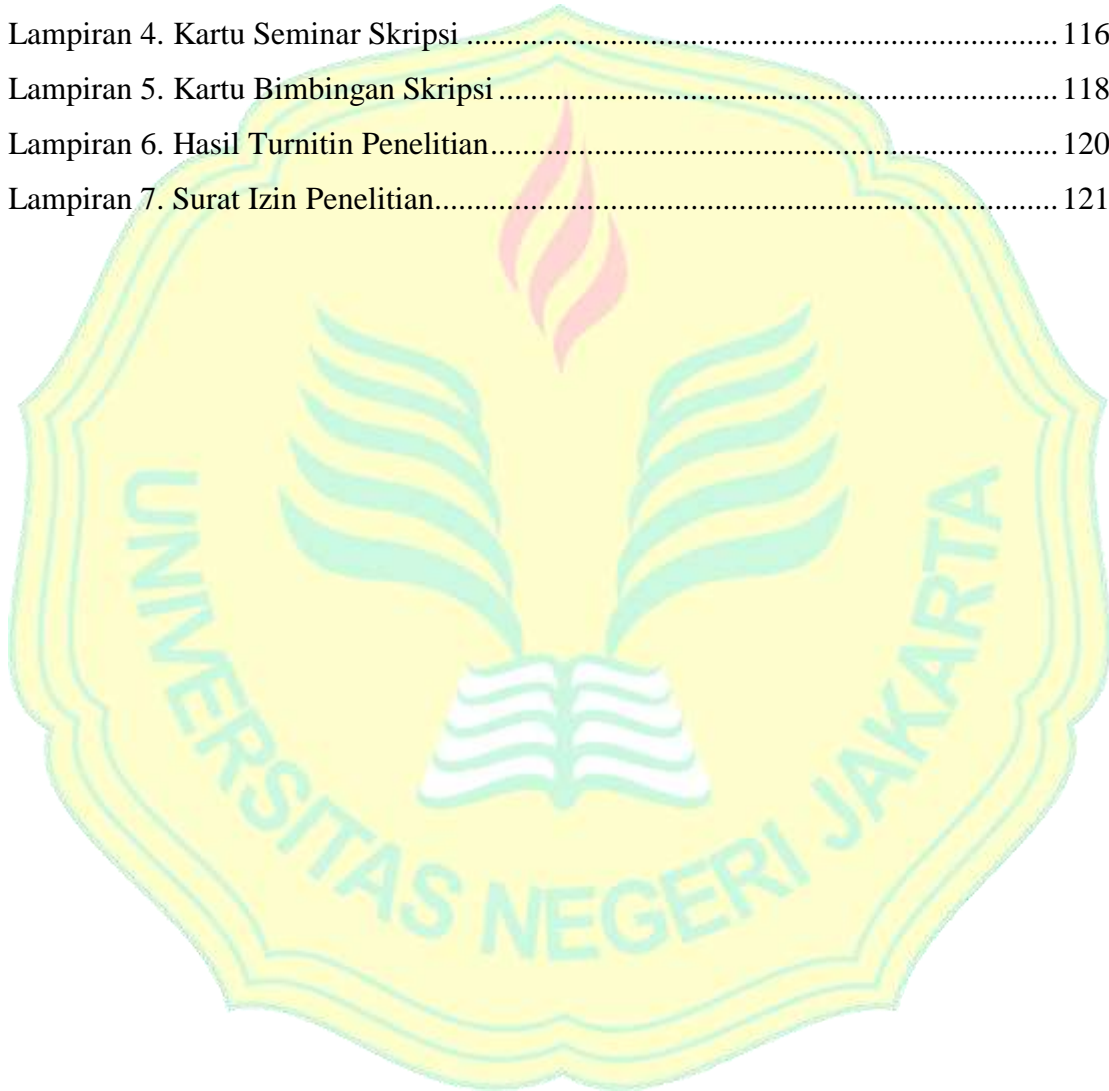 Lampiran 4. Kartu Seminar Skripsi ........................................................................................ 116
Lampiran 5. Kartu Bimbingan Skripsi ................................................................................... 118
Lampiran 6. Hasil Turnitin Penelitian..................................................................................... 120
Lampiran 7. Surat Izin Penelitian............................................................................................. 121
UNIVERSITAS NEGERI JAKARTA